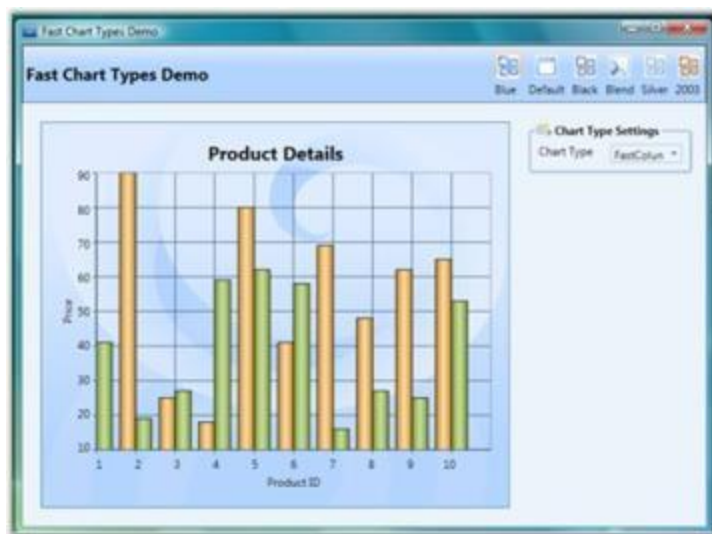 Fast Chart Types Demo
Fast Chart Types Demo
Blue Default Black Blend Silver 2003
Chart Type Settings
Chart Type FastColun
Product Details
90
80
70
60
50
40
30
20
10
Price
1 2 3 4 5 6 7 8 9 10
Product ID